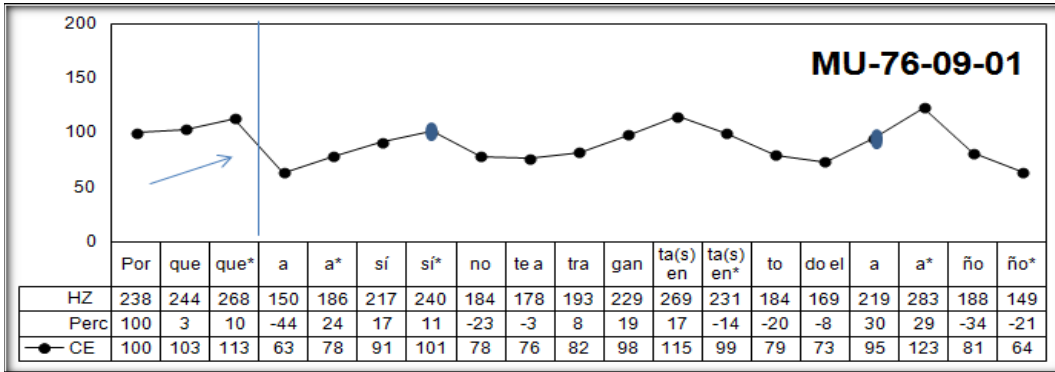 200
MU-76-09-01
150
100
50
0
Por que que* a a* sí sí* no te a tra gan ta(s) en ta(s) en* to do el a a* ño ño*
HZ 238 244 268 150 186 217 240 184 178 193 229 269 231 184 169 219 283 188 149
Perc 100 3 10 -44 24 17 11 -23 -3 8 19 17 -14 -20 -8 30 29 -34 -21
CE 100 103 113 63 78 91 101 78 76 82 98 115 99 79 73 95 123 81 64